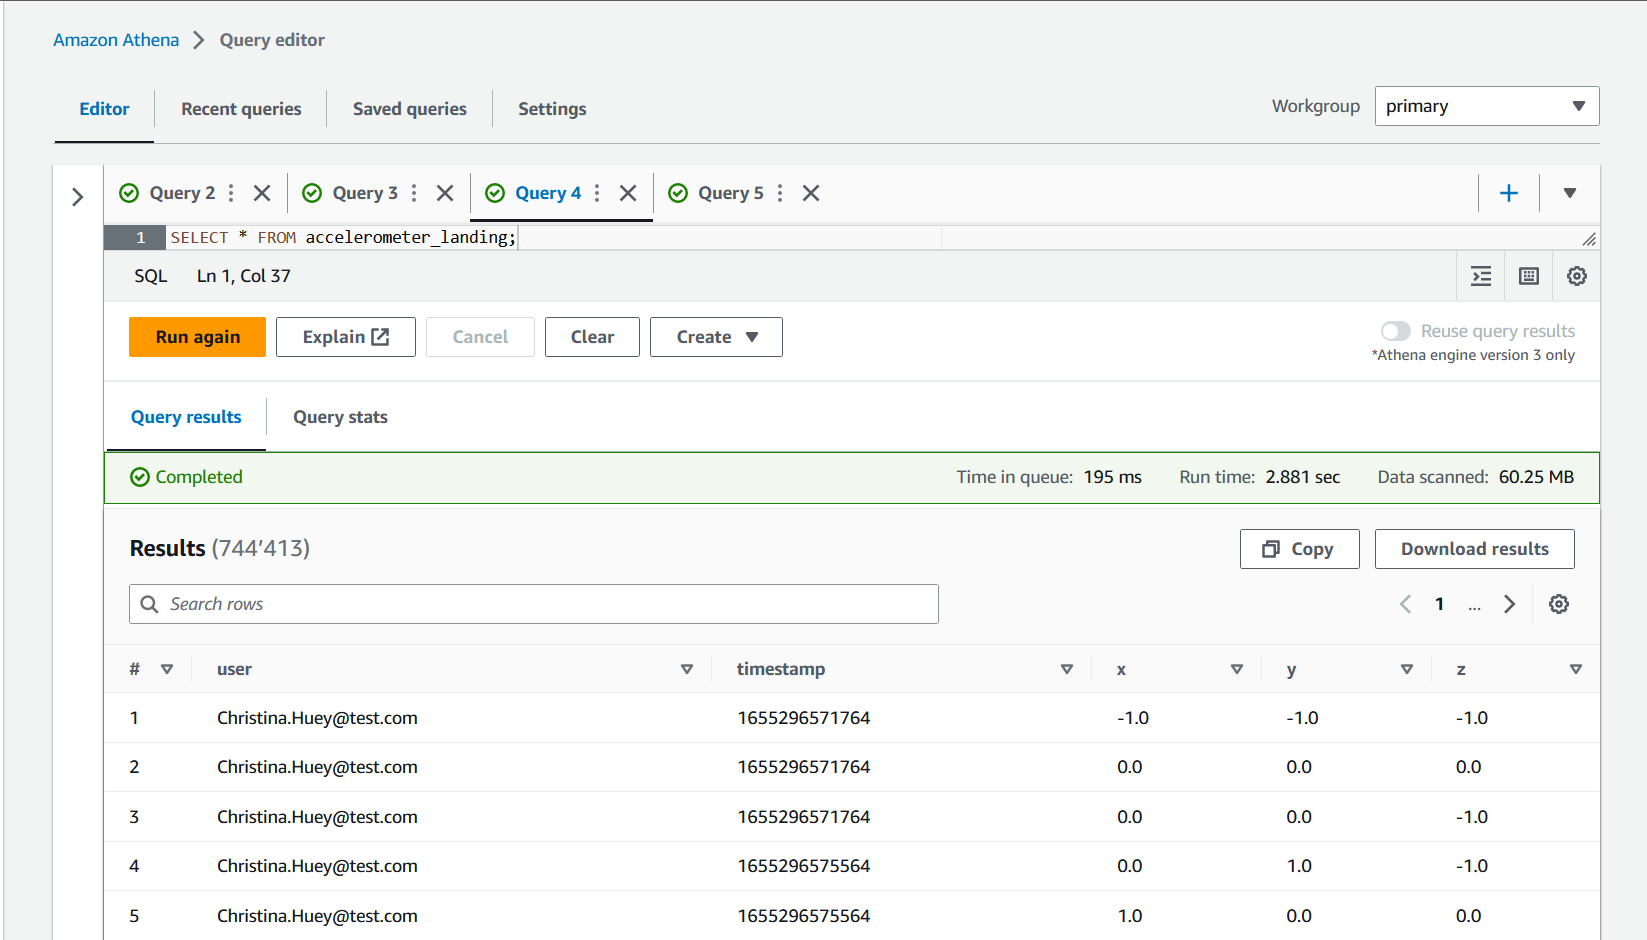 Amazon Athena > Query editor
Editor Recent queries Saved queries Settings Workgroup primary
Query 2 Query 3 Query 4 Query 5
1 SELECT * FROM accelerometer_landing;
SQL Ln 1, Col 37
Run again Explain Cancel Clear Create Reuse query results
*Athena engine version 3 only
Query results Query stats
Completed Time in queue: 195 ms Run time: 2.881 sec Data scanned: 60.25 MB
Results (744’413) Copy Download results
Search rows 1 ...
# user timestamp x y z
1 Christina.Huey@test.com 1655296571764 -1.0 -1.0 -1.0
2 Christina.Huey@test.com 1655296571764 0.0 0.0 0.0
3 Christina.Huey@test.com 1655296571764 0.0 0.0 -1.0
4 Christina.Huey@test.com 1655296575564 0.0 1.0 -1.0
5 Christina.Huey@test.com 1655296575564 1.0 0.0 0.0